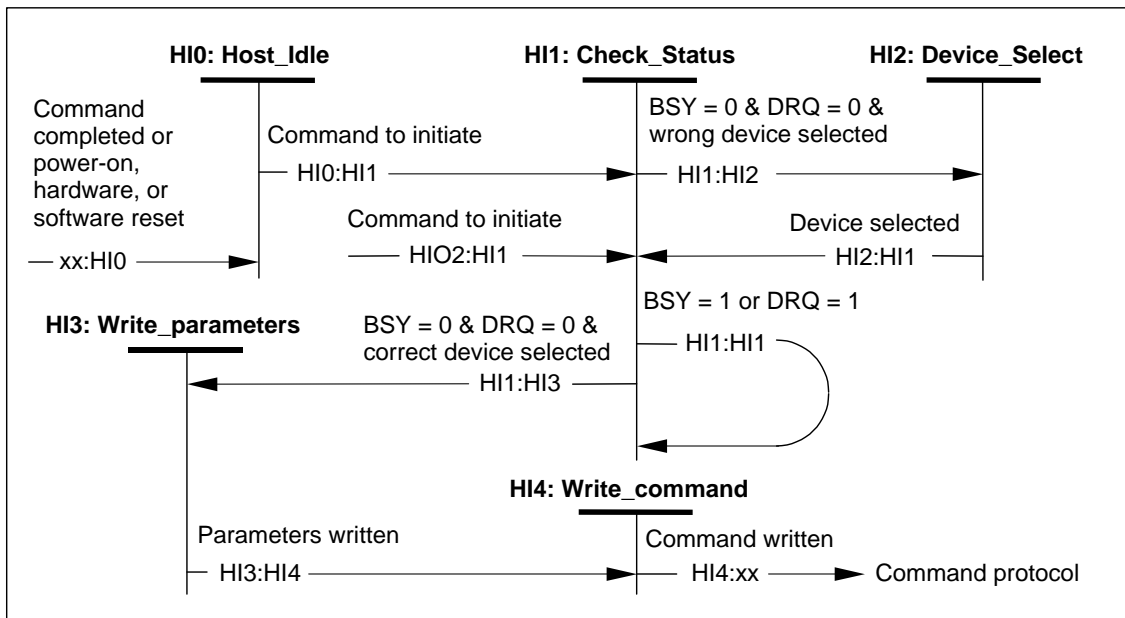 HI0: Host_Idle
HI1: Check_Status
HI2: Device_Select
Command
completed or
power-on,
hardware, or
software reset
xx:HI0
Command to initiate
HI0:HI1
BSY = 0 & DRQ = 0 &
wrong device selected
HI1:HI2
Command to initiate
HIO2:HI1
Device selected
HI2:HI1
HI3: Write_parameters
BSY = 0 & DRQ = 0 &
correct device selected
HI1:HI3
BSY = 1 or DRQ = 1
HI1:HI1
HI4: Write_command
Parameters written
HI3:HI4
Command written
HI4:xx
Command protocol